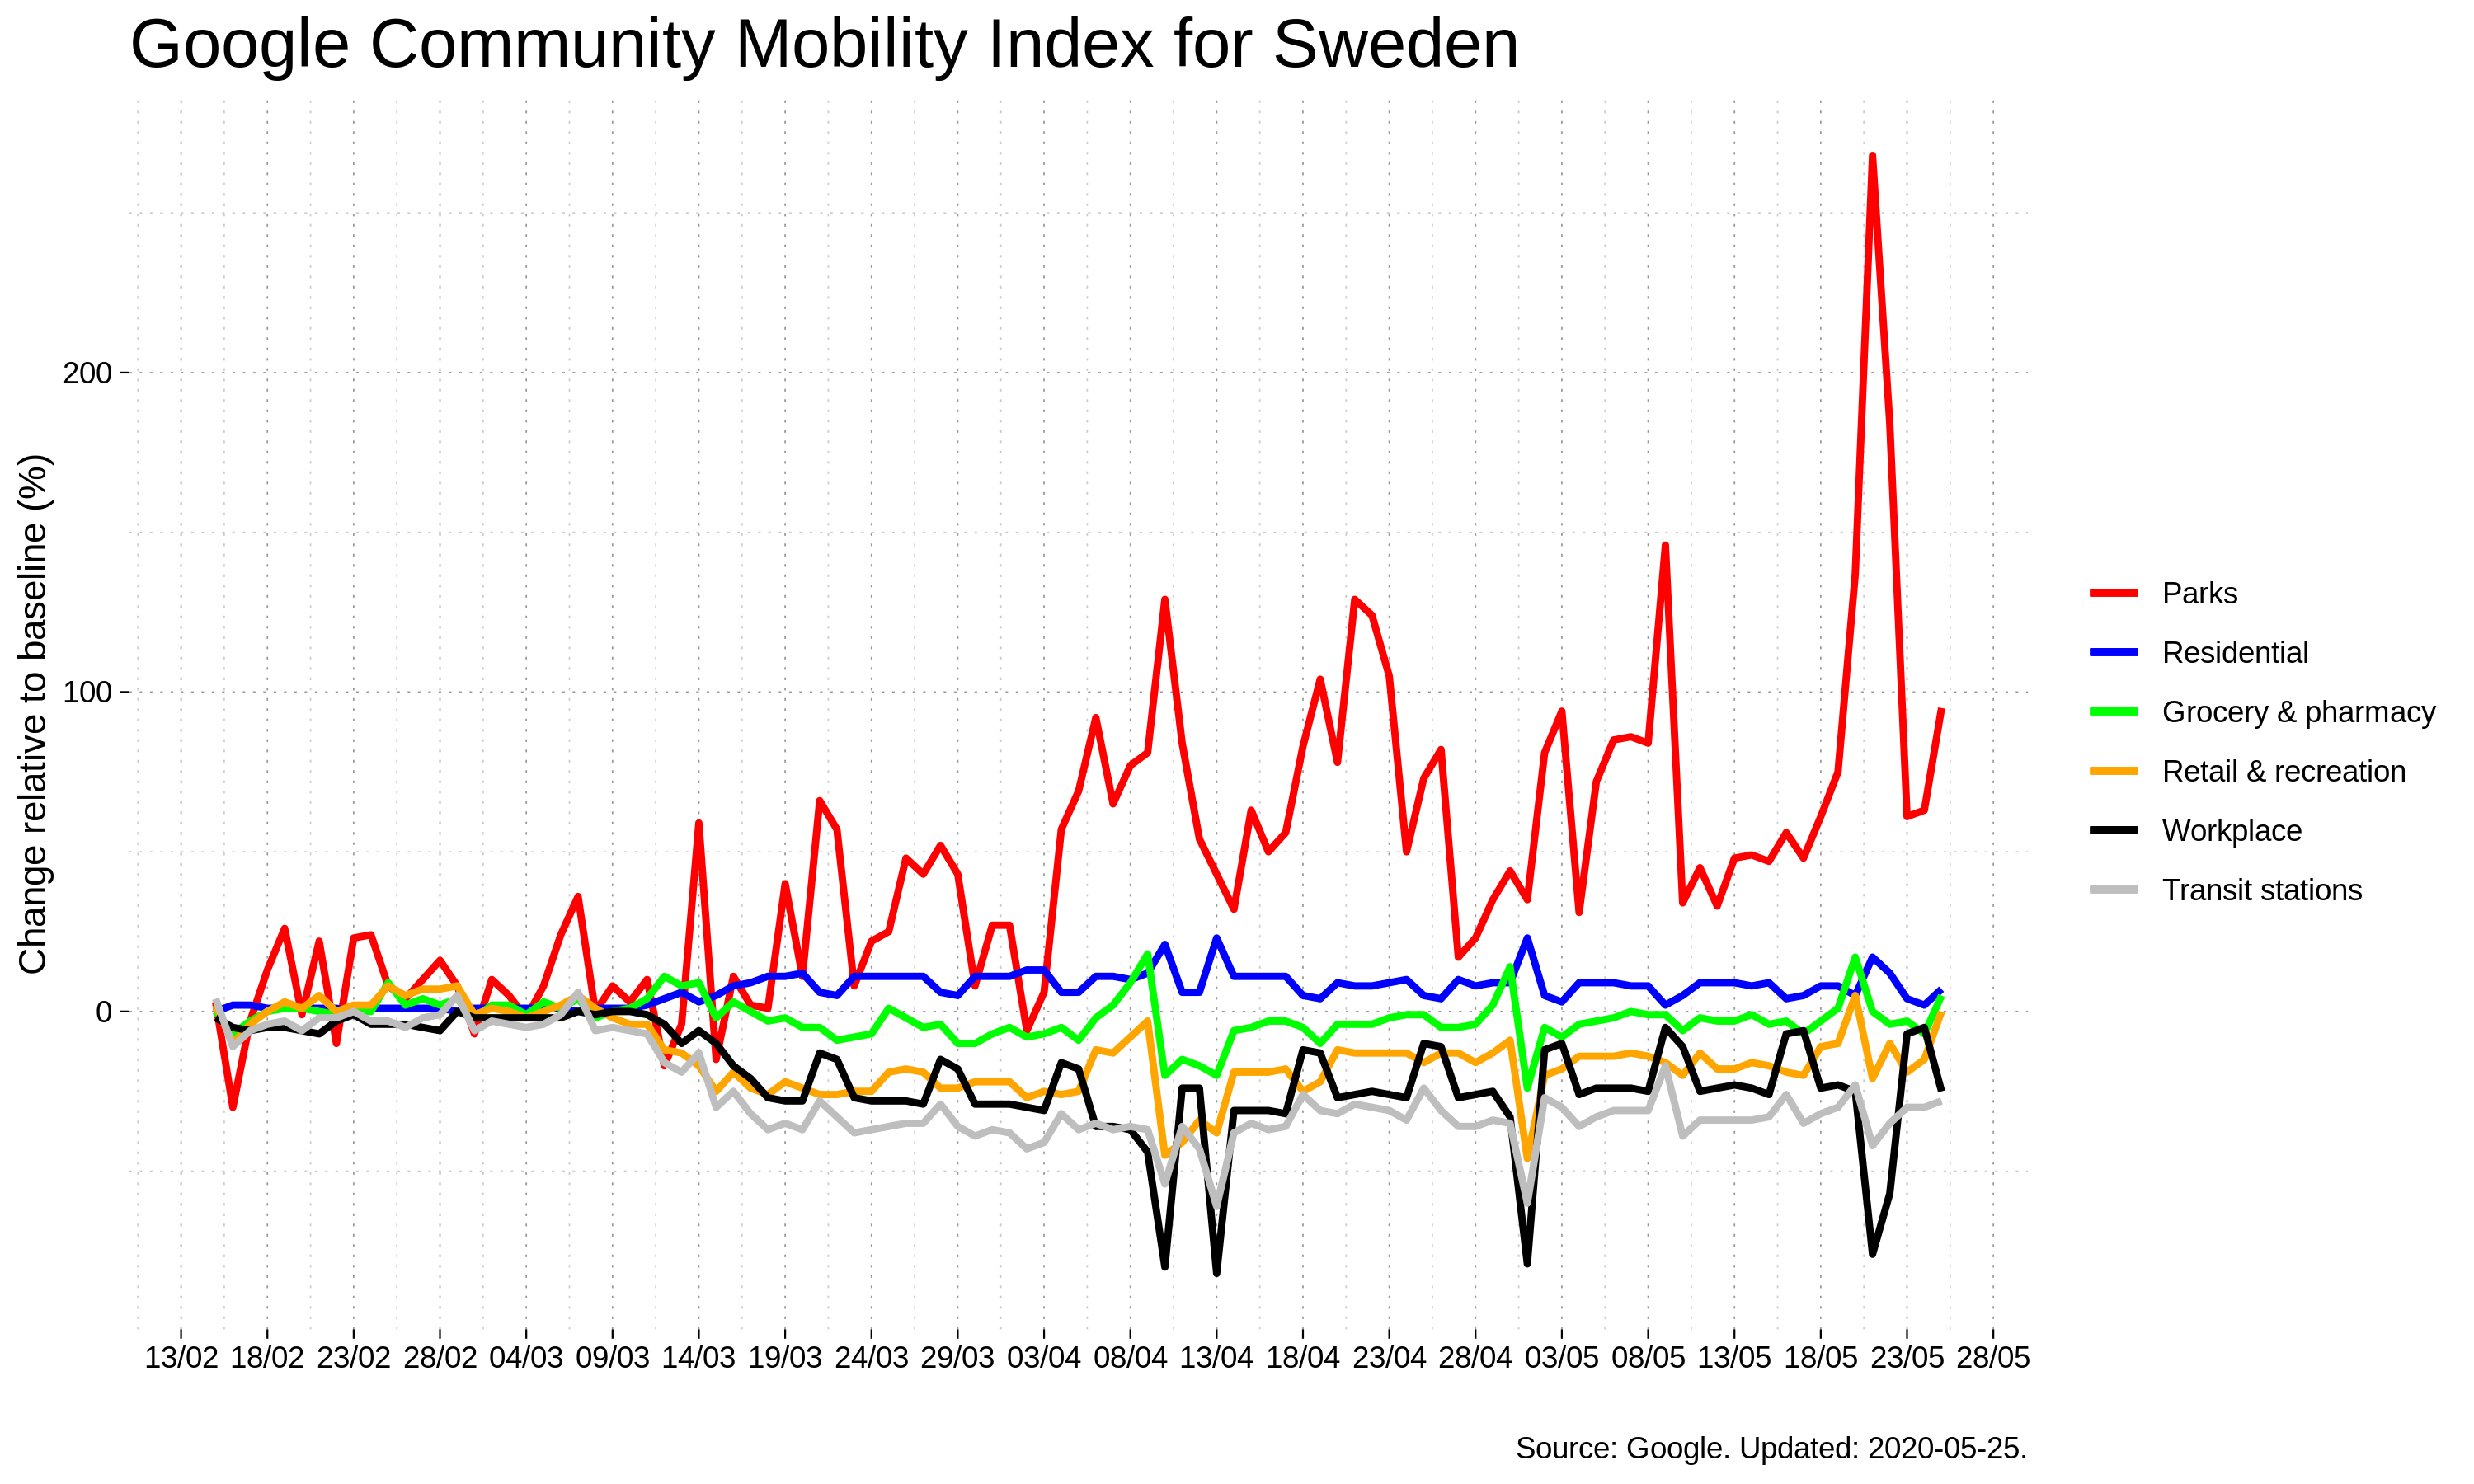 Google Community Mobility Index for Sweden
Change relative to baseline (%)
200
100
0
13/02 18/02 23/02 28/02 04/03 09/03 14/03 19/03 24/03 29/03 03/04 08/04 13/04 18/04 23/04 28/04 03/05 08/05 13/05 18/05 23/05 28/05
Parks
Residential
Grocery & pharmacy
Retail & recreation
Workplace
Transit stations
Source: Google. Updated: 2020-05-25.